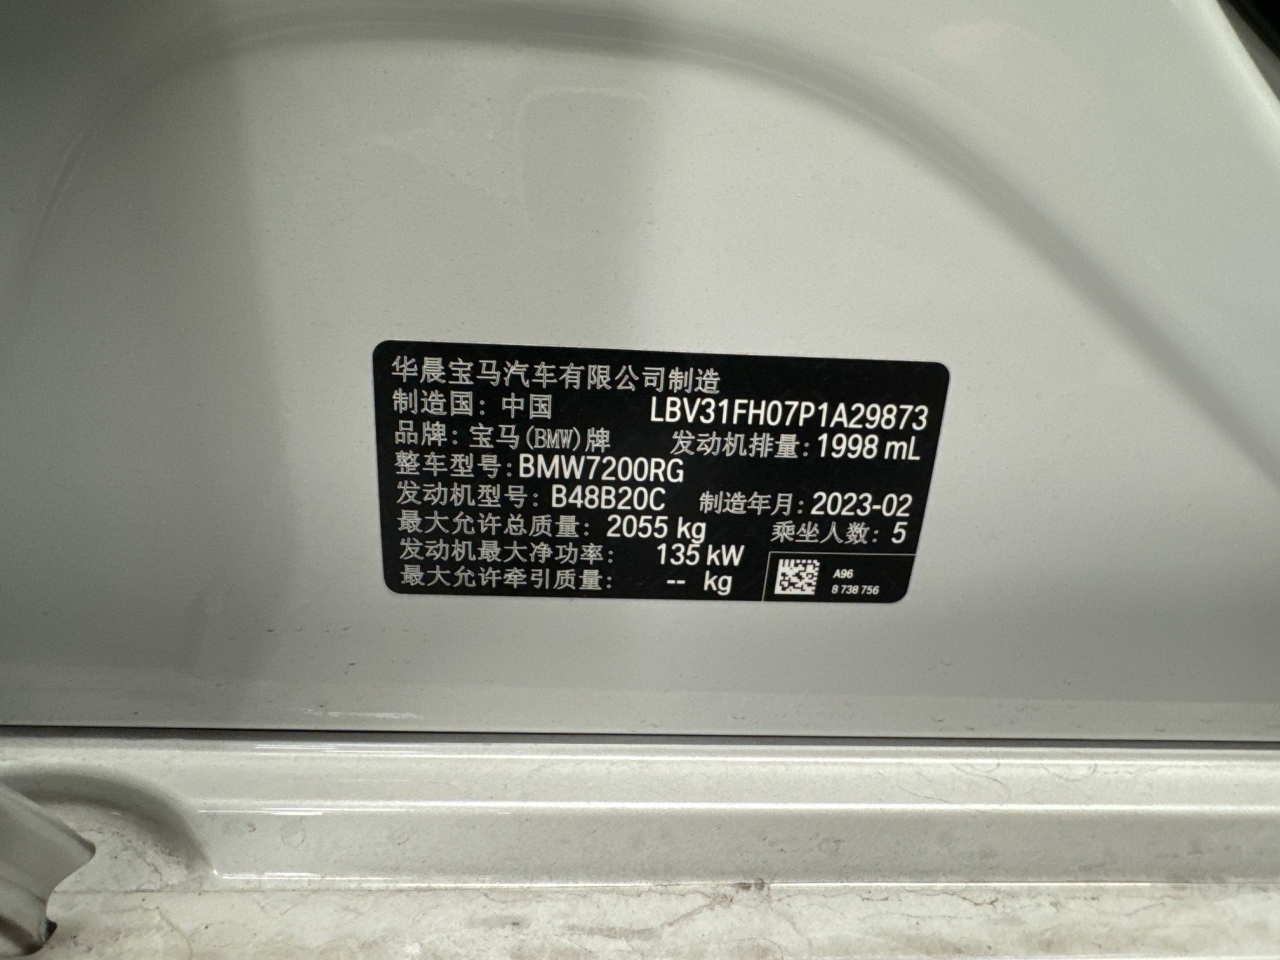 华晨宝马汽车有限公司制造
制造国：中国 LBV31FH07P1A29873
品牌：宝马(BMW)牌 发动机排量：1998 mL
整车型号：BMW7200RG
发动机型号：B48B20C 制造年月：2023-02
最大允许总质量：2055 kg 乘坐人数：5
发动机最大净功率：135 kW
最大允许牵引质量：-- kg
A96
8 738 756